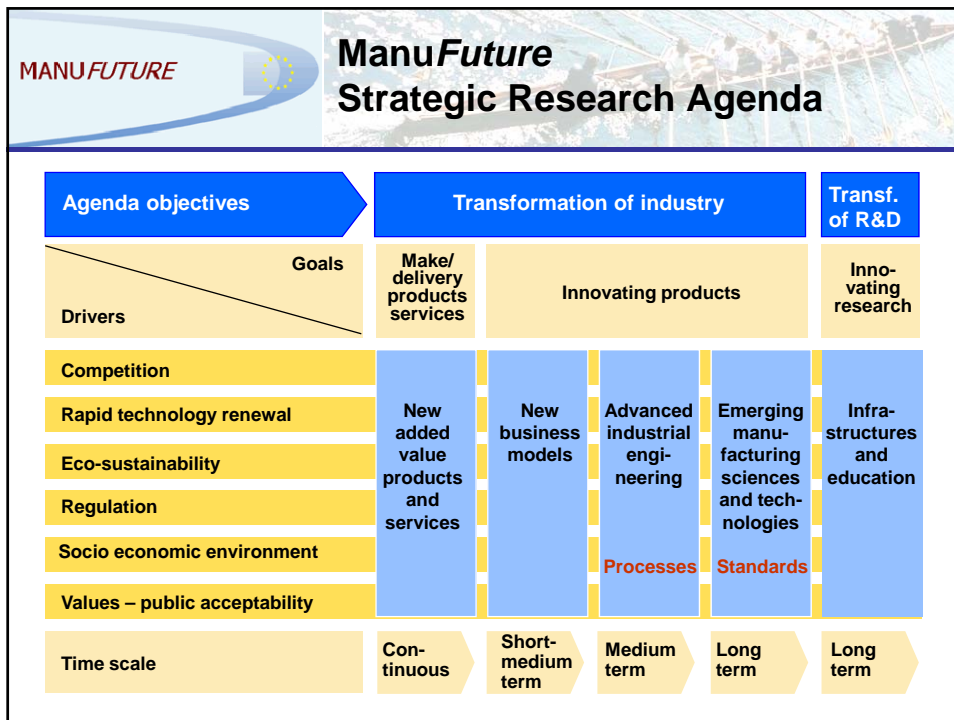 MANUFUTURE
ManuFuture
Strategic Research Agenda
Agenda objectives
Transformation of industry
Transf.
of R&D
Goals
Drivers
Make/
delivery
products
services
Innovating products
Inno-
vating
research
Competition
Rapid technology renewal
Eco-sustainability
Regulation
Socio economic environment
Values – public acceptability
New
added
value
products
and
services
New
business
models
Advanced
industrial
engi-
neering
Processes
Emerging
manu-
facturing
sciences
and tech-
nologies
Standards
Infra-
structures
and
education
Time scale
Con-
tinuous
Short-
medium
term
Medium
term
Long
term
Long
term